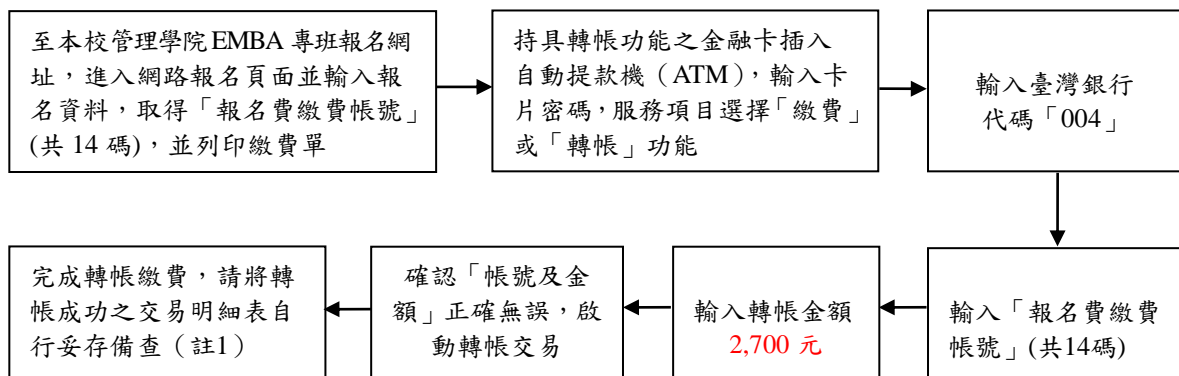 至本校管理學院EMBA 專班報名網
址，進入網路報名頁面並輸入報
名資料，取得「報名費繳費帳號」
(共 14 碼)，並列印繳費單
持具轉帳功能之金融卡插入
自動提款機（ATM），輸入卡
片密碼，服務項目選擇「繳費」
或「轉帳」功能
輸入臺灣銀行
代碼「004」
輸入「報名費繳費
帳號」(共14碼)
輸入轉帳金額
2,700 元
確認「帳號及金
額」正確無誤，啟
動轉帳交易
完成轉帳繳費，請將轉
帳成功之交易明細表自
行妥存備查（註1）